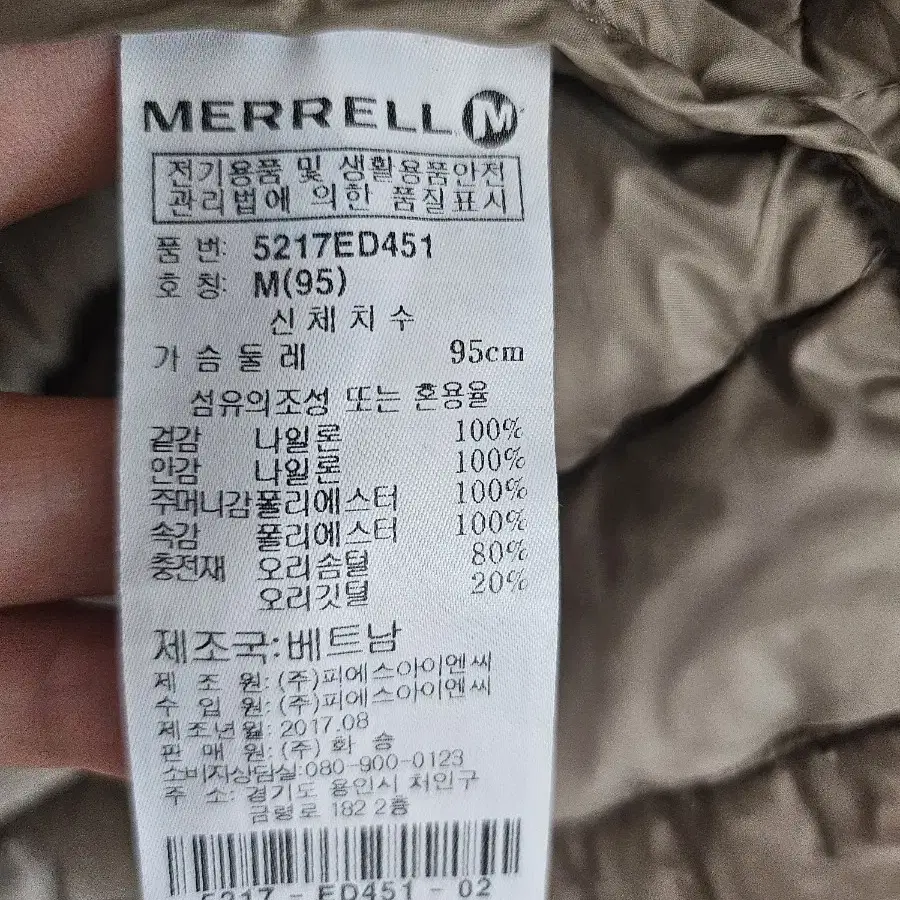 MERRELL M
전기용품 및 생활용품안전
관리법에 의한 품질표시
품 번: 5217ED451
호 칭: M(95)
신체치수
가슴둘레 95cm
섬유의조성 또는 혼용율
겉감 나일론 100%
안감 나일론 100%
주머니감 폴리에스터 100%
속감 폴리에스터 100%
충전재 오리솜털 80%
오리깃털 20%
제조국:베트남
제 조 원: (주)피에스아이엔씨
수 입 원: (주)피에스아이엔씨
제조년월: 2017.08
판 매 원: (주) 화 승
소비자상담실:080-900-0123
주 소: 경기도 용인시 처인구
금령로 182 2층
5217 - ED451 - 02